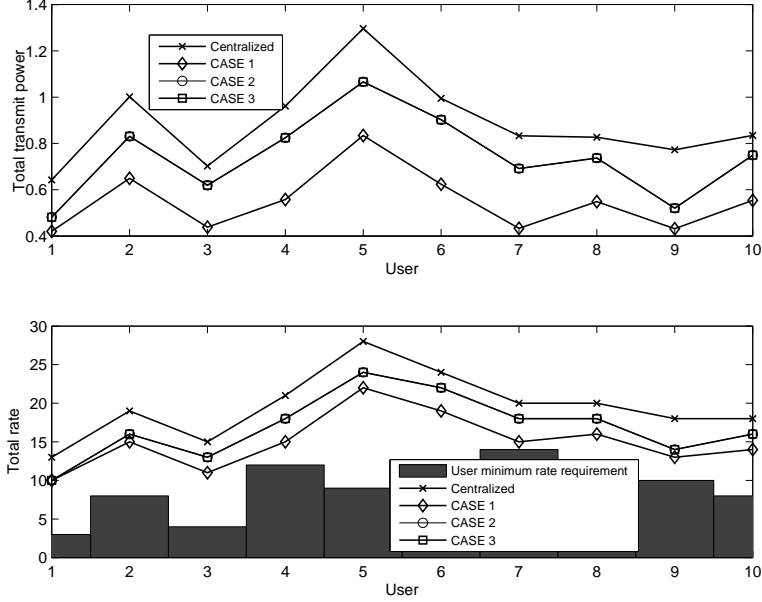 1.4
1.2
1
0.8
0.6
0.4
Total transmit power
Centralized
CASE 1
CASE 2
CASE 3
1 2 3 4 5 6 7 8 9 10
User
30
25
20
15
10
5
0
Total rate
User minimum rate requirement
Centralized
CASE 1
CASE 2
CASE 3
1 2 3 4 5 6 7 8 9 10
User